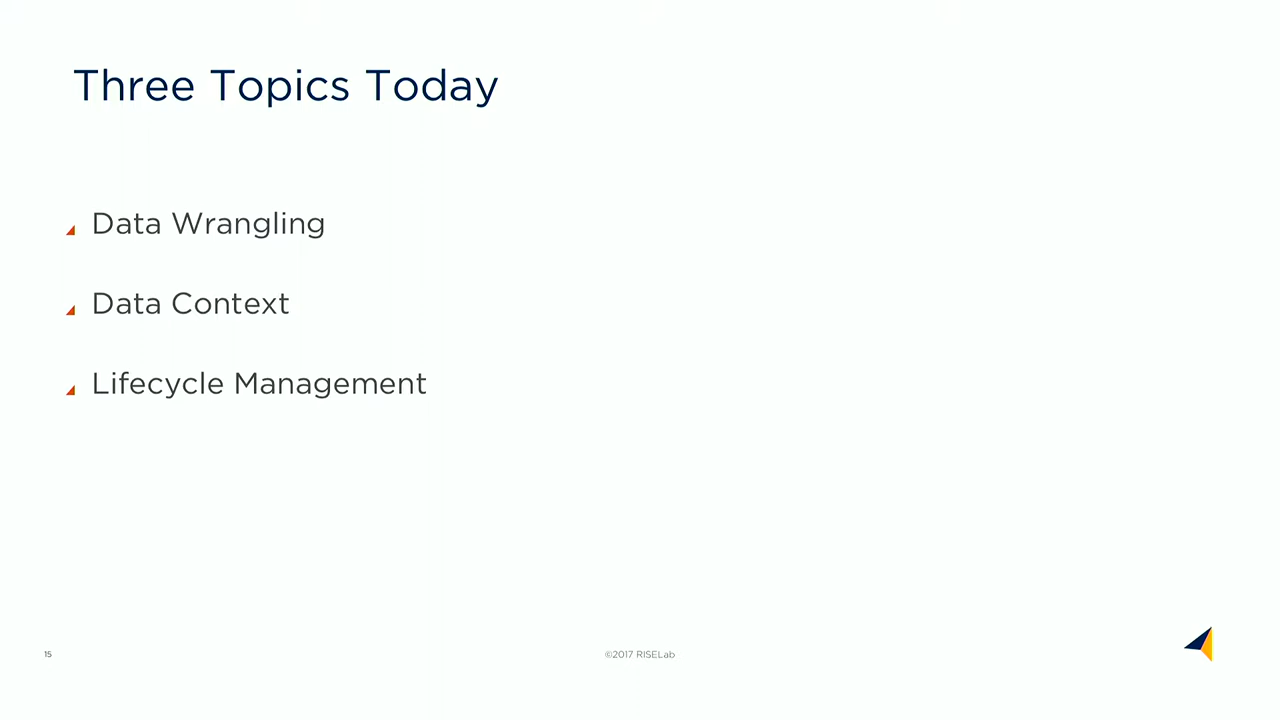 Three Topics Today
Data Wrangling
Data Context
Lifecycle Management
15
©2017 RISELab